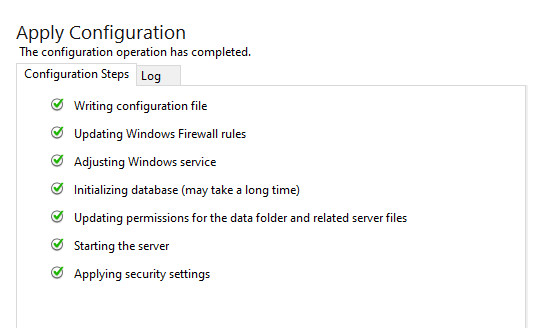 Apply Configuration
The configuration operation has completed.
Configuration Steps
Log
Writing configuration file
Updating Windows Firewall rules
Adjusting Windows service
Initializing database (may take a long time)
Updating permissions for the data folder and related server files
Starting the server
Applying security settings